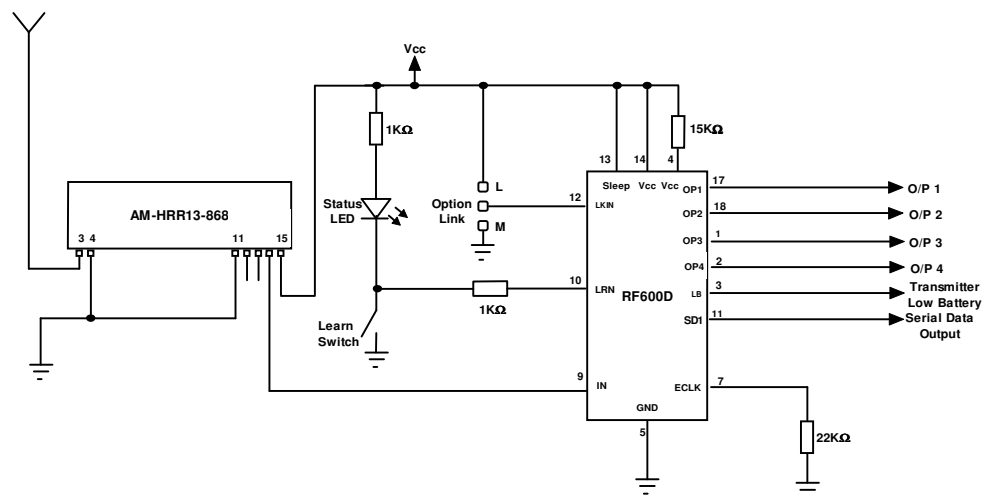 Vcc
1KΩ
15KΩ
13
14
4
Sleep
Vcc
Vcc
OP1
17
O/P 1
L
12
LKIN
OP2
18
O/P 2
AM-HRR13-868
Status
LED
Option
Link
M
OP3
1
O/P 3
3
4
11
15
OP4
2
O/P 4
10
LRN
RF600D
LB
3
Transmitter
Low Battery
1KΩ
SD1
11
Serial Data
Output
Learn
Switch
9
IN
ECLK
7
GND
5
22KΩ